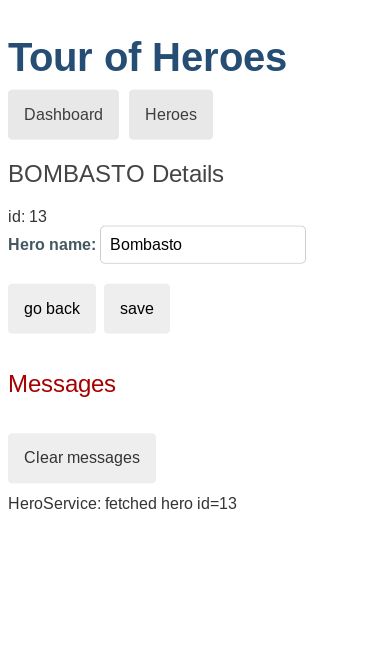 Tour of Heroes
Dashboard Heroes
BOMBASTO Details
id: 13
Hero name: Bombasto
go back save
Messages
Clear messages
HeroService: fetched hero id=13